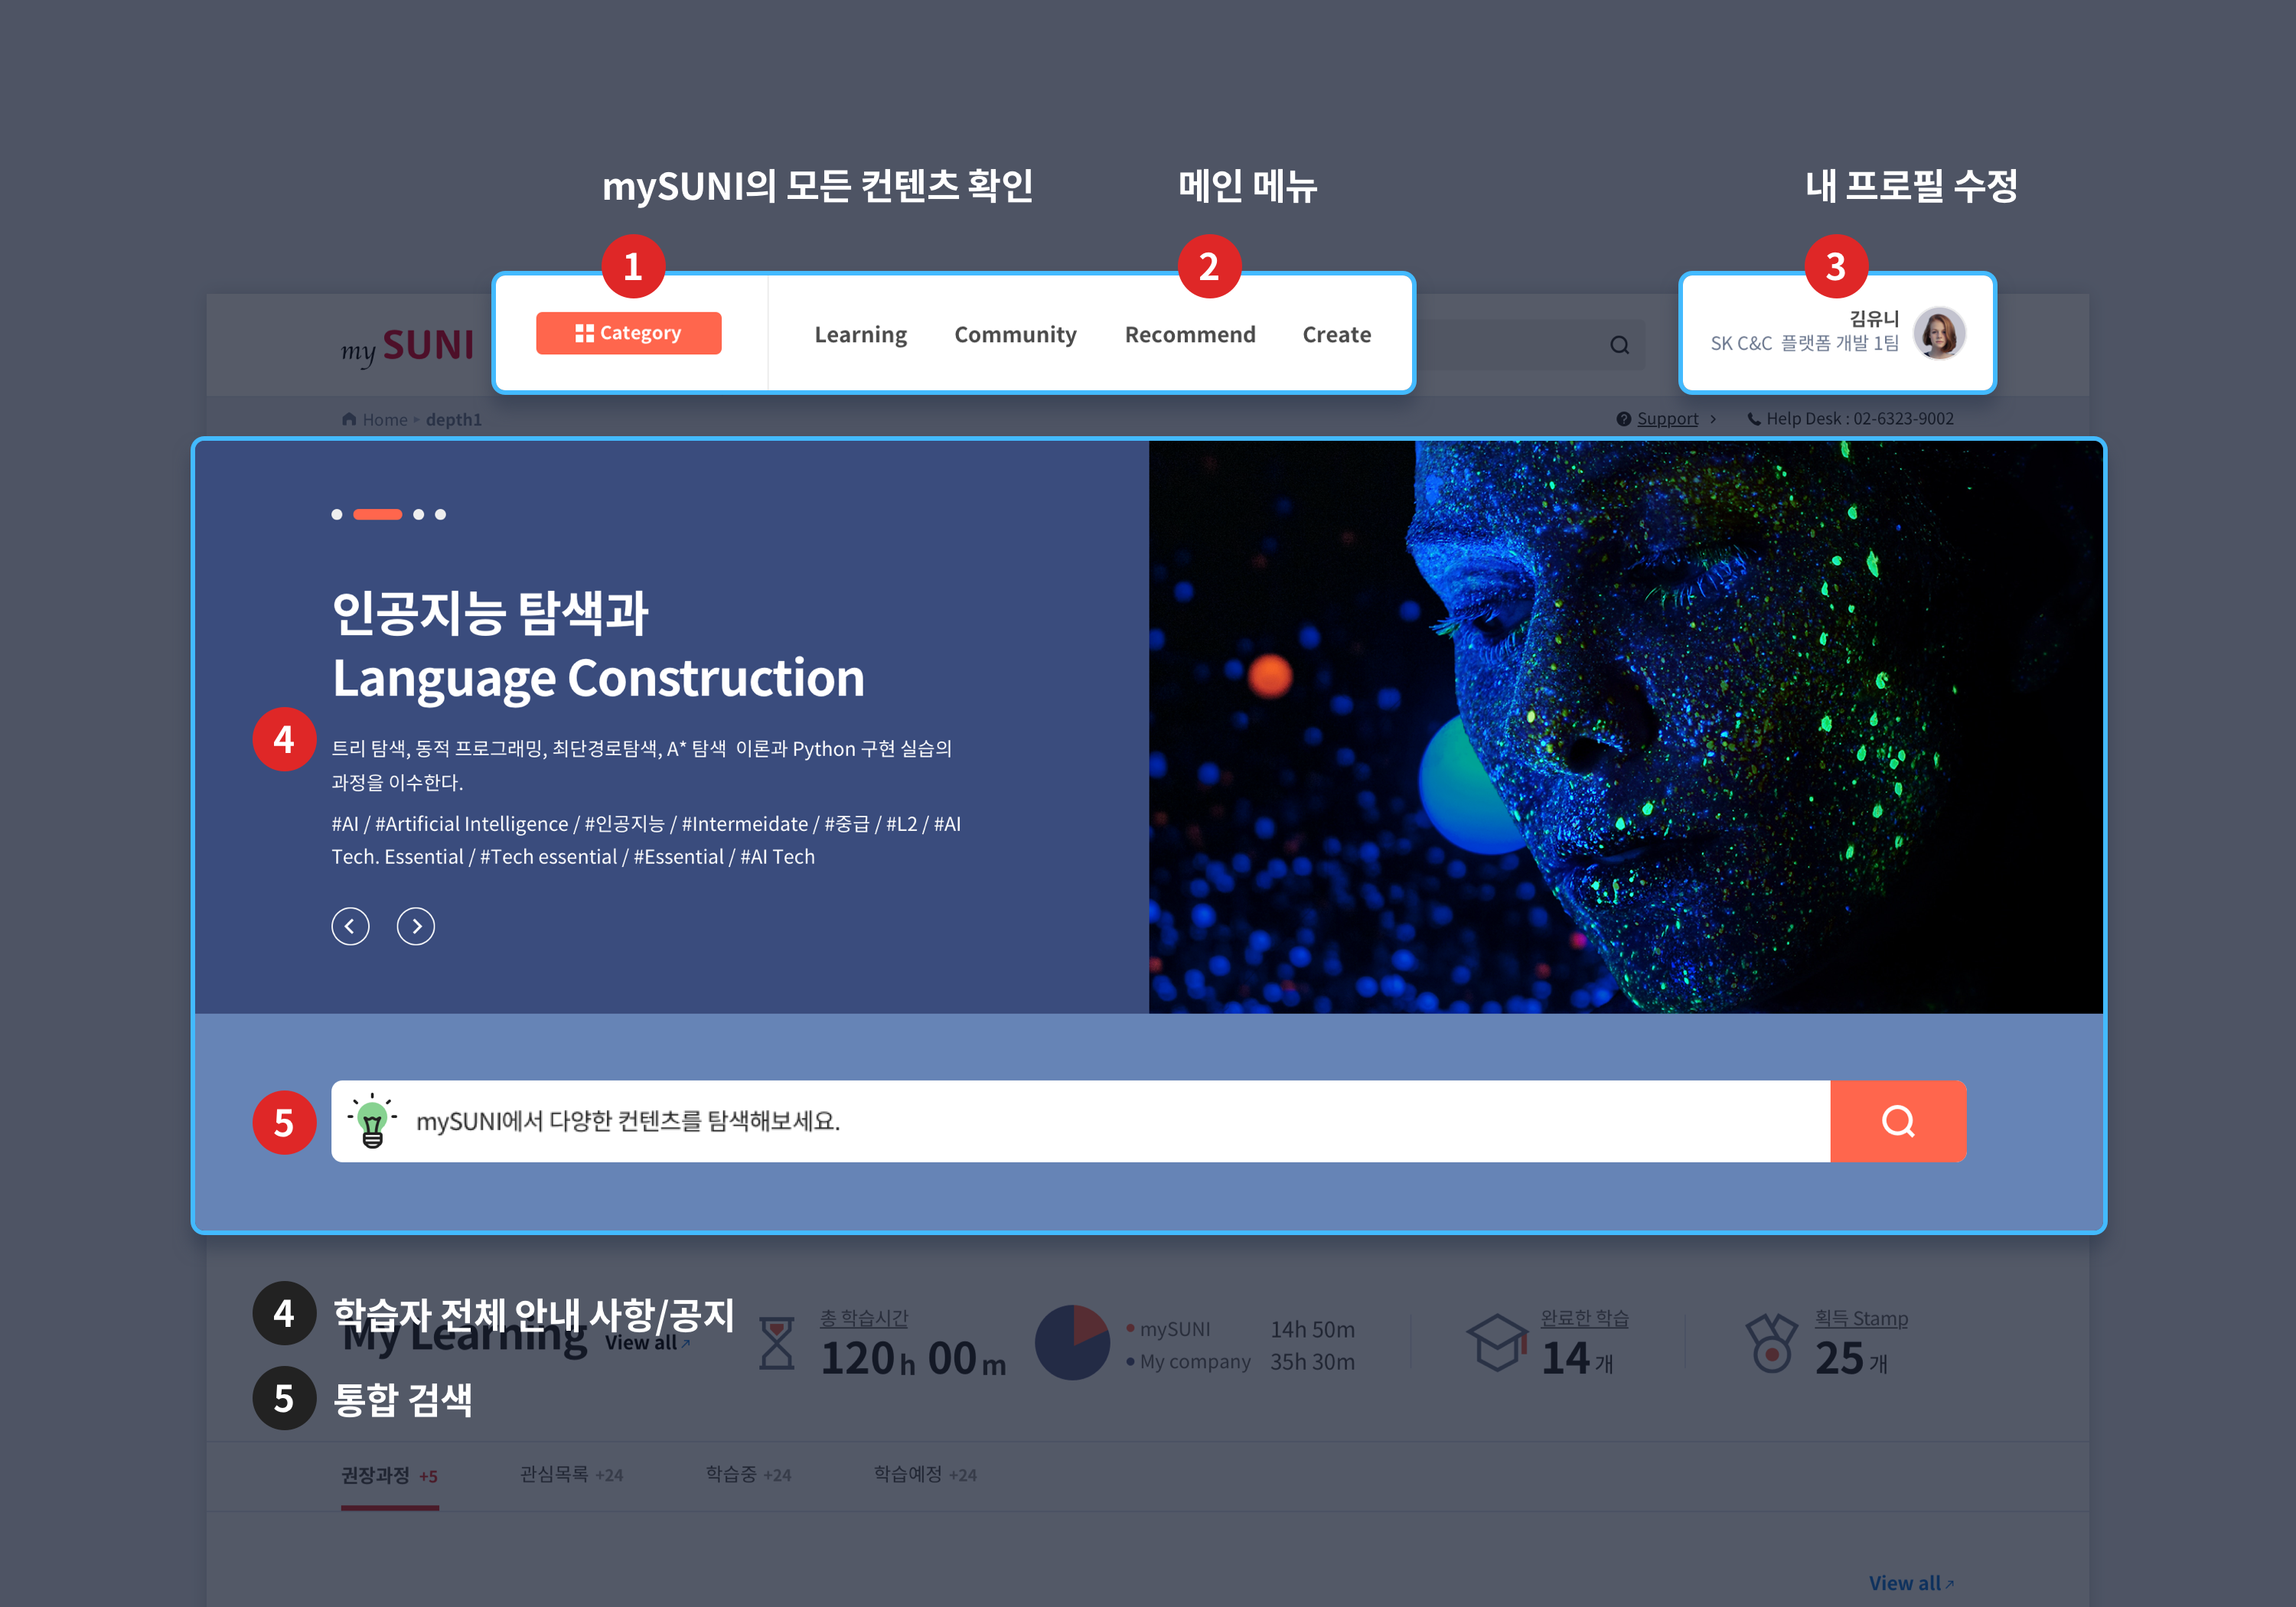 mySUNI의 모든 컨텐츠 확인
메인 메뉴
내 프로필 수정
1
2
3
my SUNI
Category
Learning
Community
Recommend
Create
김유니
SK C&C 플랫폼 개발 1팀
Home ▸ depth1
? Support >
Help Desk : 02-6323-9002
인공지능 탐색과
Language Construction
4
트리 탐색, 동적 프로그래밍, 최단경로탐색, A* 탐색 이론과 Python 구현 실습의
과정을 이수한다.
#AI / #Artificial Intelligence / #인공지능 / #Intermeidate / #중급 / #L2 / #AI
Tech. Essential / #Tech essential / #Essential / #AI Tech
5
mySUNI에서 다양한 컨텐츠를 탐색해보세요.
4 학습자 전체 안내 사항/공지
My Learning View all
총 학습시간
120 h 00 m
mySUNI 14h 50m
My company 35h 30m
완료한 학습
14 개
획득 Stamp
25 개
5 통합 검색
권장과정 +5
관심목록 +24
학습중 +24
학습예정 +24
View all